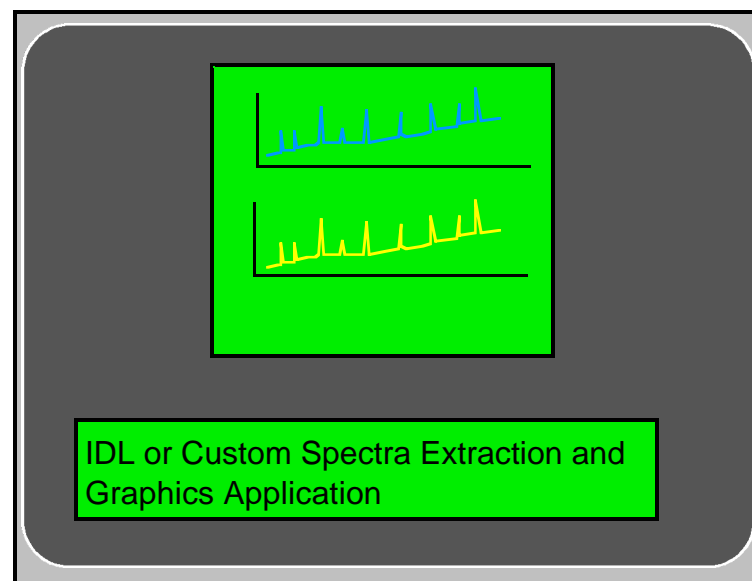 IDL or Custom Spectra Extraction and
Graphics Application